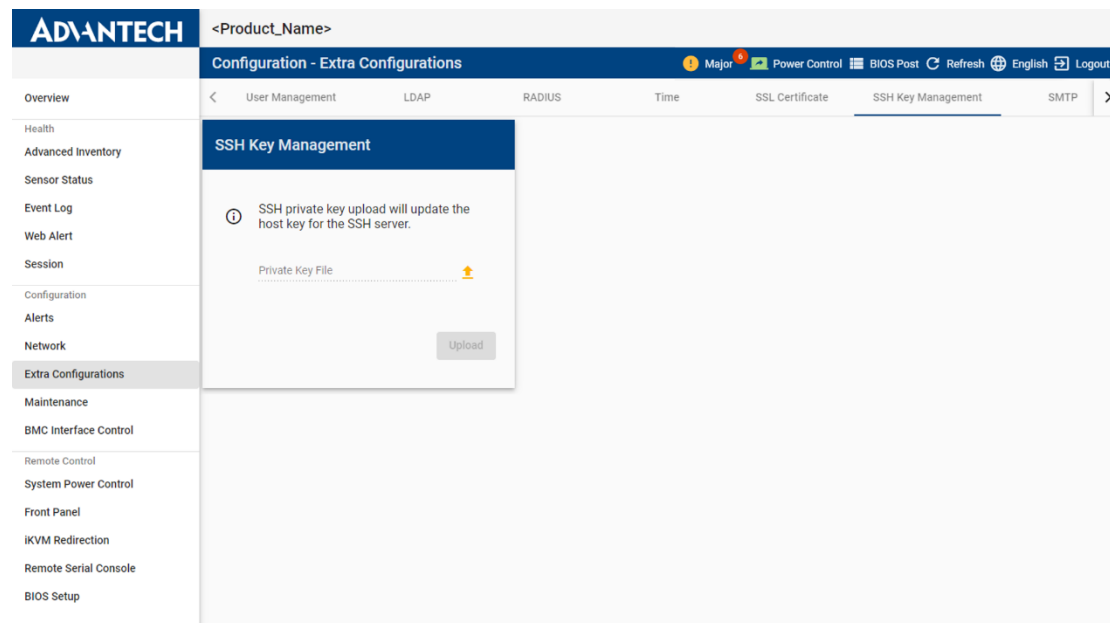 ADVANTECH
<Product_Name>
Configuration - Extra Configurations
Major 6 Power Control BIOS Post Refresh English Logout
User Management LDAP RADIUS Time SSL Certificate SSH Key Management SMTP
Overview
Health
Advanced Inventory
Sensor Status
Event Log
Web Alert
Session
Configuration
Alerts
Network
Extra Configurations
Maintenance
BMC Interface Control
Remote Control
System Power Control
Front Panel
iKVM Redirection
Remote Serial Console
BIOS Setup
SSH Key Management
SSH private key upload will update the
host key for the SSH server.
Private Key File
Upload